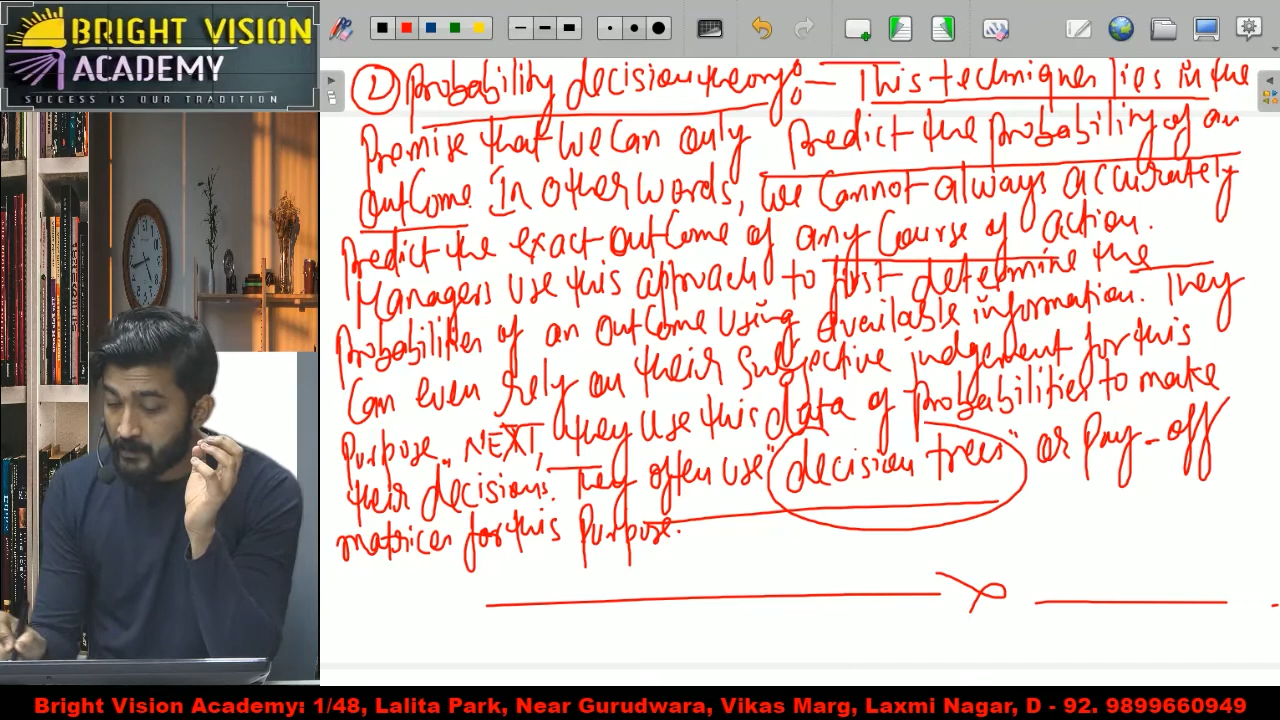 BRIGHT VISION
ACADEMY
SUCCESS IS OUR TRADITION
① Probability decision theory :- This techniques lies in the
Premise that we can only Predict the probability of an
outcome. In other words, we cannot always accurately
Predict the exact outcome of any Course of action.
Managers use this approach to first determine the
Probabilities of an outcome using available information. They
Can even rely on their subjective judgement for this
Purpose. NEXT, they use this data of probabilities to make
their decisions. They often use "decision trees" or Pay-off
matrices for this Purpose.
Bright Vision Academy: 1/48, Lalita Park, Near Gurudwara, Vikas Marg, Laxmi Nagar, D - 92. 9899660949